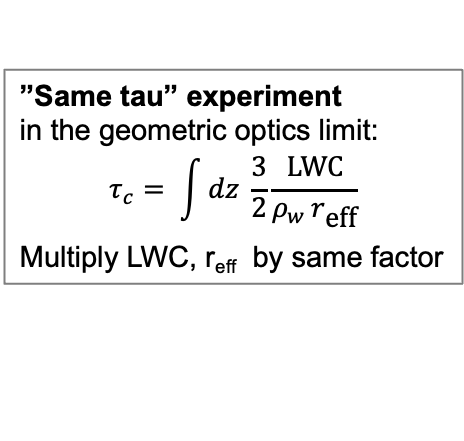 ”Same tau” experiment
in the geometric optics limit:
τ_c = ∫ dz 3/2 LWC/(ρ_w r_eff)
Multiply LWC, r_eff by same factor